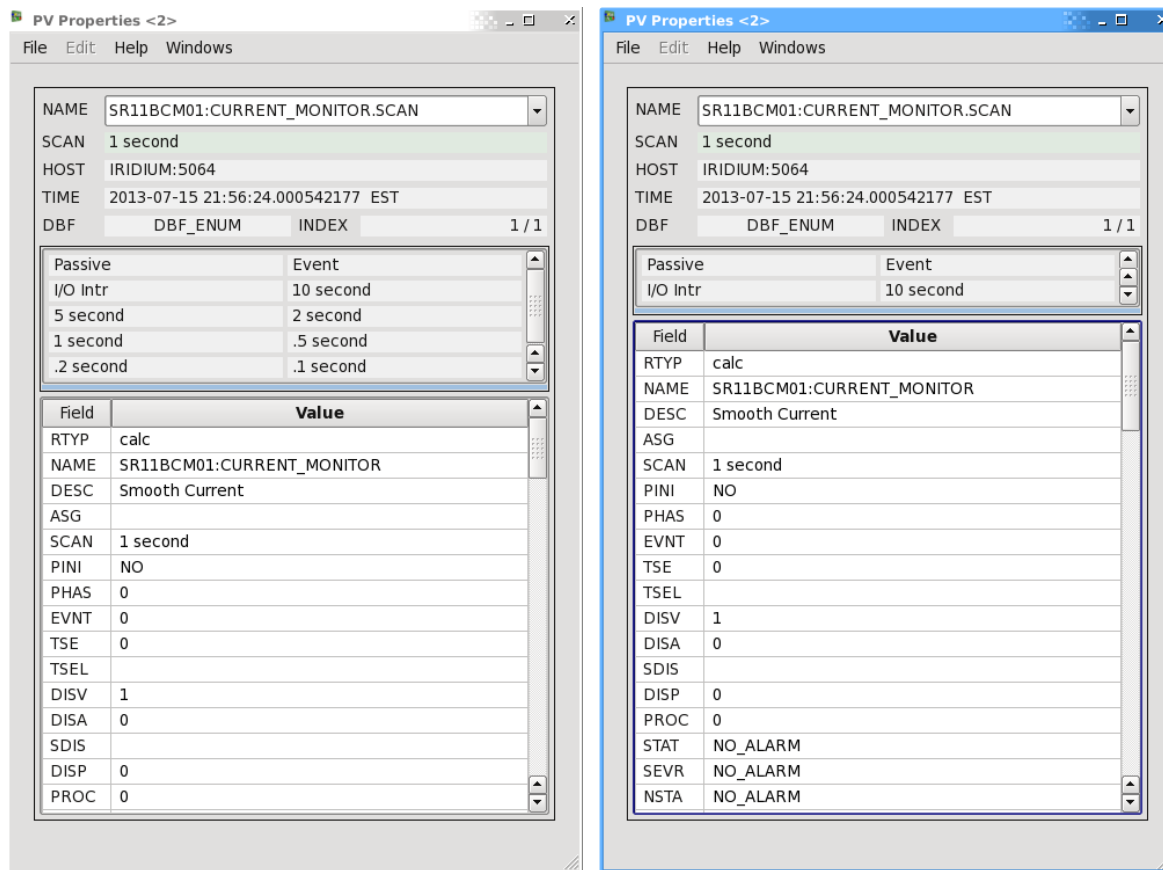 PV Properties <2>
File Edit Help Windows
NAME SR11BCM01:CURRENT_MONITOR.SCAN
SCAN 1 second
HOST IRIDIUM:5064
TIME 2013-07-15 21:56:24.000542177 EST
DBF DBF_ENUM INDEX 1 / 1
Passive Event
I/O Intr 10 second
5 second 2 second
1 second .5 second
.2 second .1 second
Field Value
RTYP calc
NAME SR11BCM01:CURRENT_MONITOR
DESC Smooth Current
ASG
SCAN 1 second
PINI NO
PHAS 0
EVNT 0
TSE 0
TSEL
DISV 1
DISA 0
SDIS
DISP 0
PROC 0
PV Properties <2>
File Edit Help Windows
NAME SR11BCM01:CURRENT_MONITOR.SCAN
SCAN 1 second
HOST IRIDIUM:5064
TIME 2013-07-15 21:56:24.000542177 EST
DBF DBF_ENUM INDEX 1 / 1
Passive Event
I/O Intr 10 second
Field Value
RTYP calc
NAME SR11BCM01:CURRENT_MONITOR
DESC Smooth Current
ASG
SCAN 1 second
PINI NO
PHAS 0
EVNT 0
TSE 0
TSEL
DISV 1
DISA 0
SDIS
DISP 0
PROC 0
STAT NO_ALARM
SEVR NO_ALARM
NSTA NO_ALARM